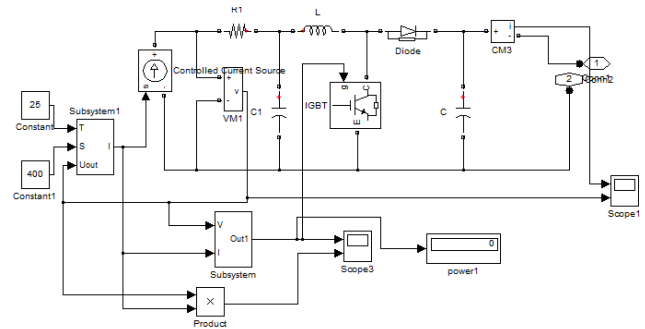 R1
L
Diode
+
-
i
CM3
1
2
Conn2
+
s
-
Controlled Current Source
+
-
v
VM1
C1
g
C
E
IGBT
C
25
Constant
Subsystem1
T
S
Uout
I
400
Constant1
Scope1
V
I
Out1
Subsystem
Scope3
0
power1
×
Product